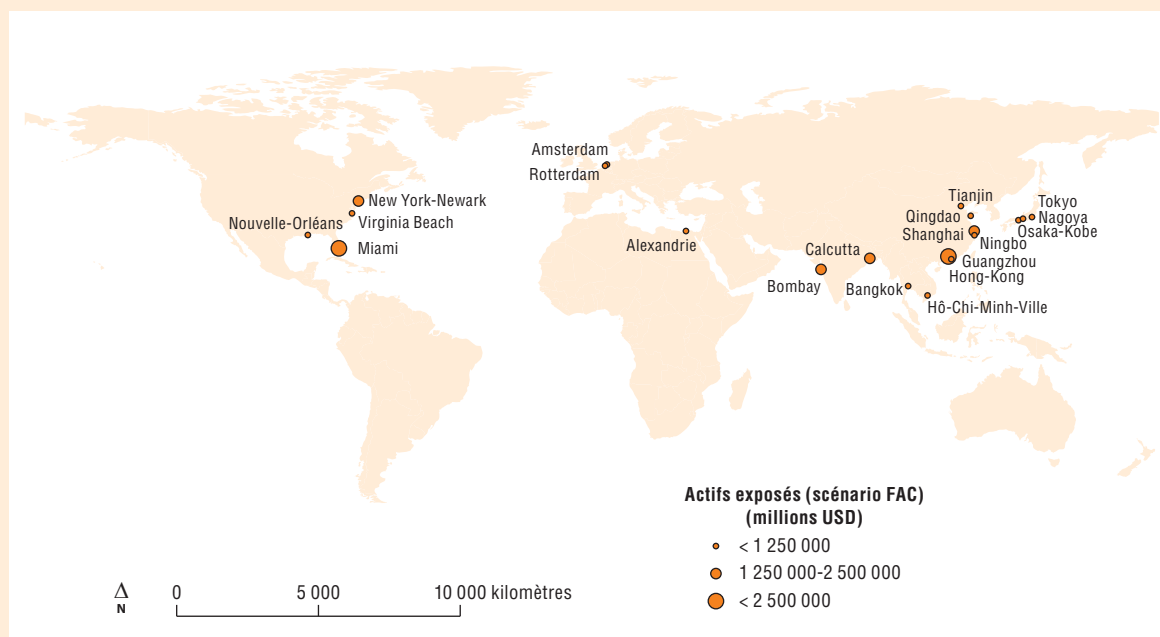 Amsterdam
Rotterdam
New York-Newark
Virginia Beach
Nouvelle-Orléans
Miami
Alexandrie
Calcutta
Bombay
Bangkok
Hô-Chi-Minh-Ville
Tianjin
Qingdao
Shanghai
Tokyo
Nagoya
Osaka-Kobe
Ningbo
Guangzhou
Hong-Kong
Actifs exposés (scénario FAC)
(millions USD)
< 1 250 000
1 250 000-2 500 000
< 2 500 000
Δ
N
0
5 000
10 000 kilomètres